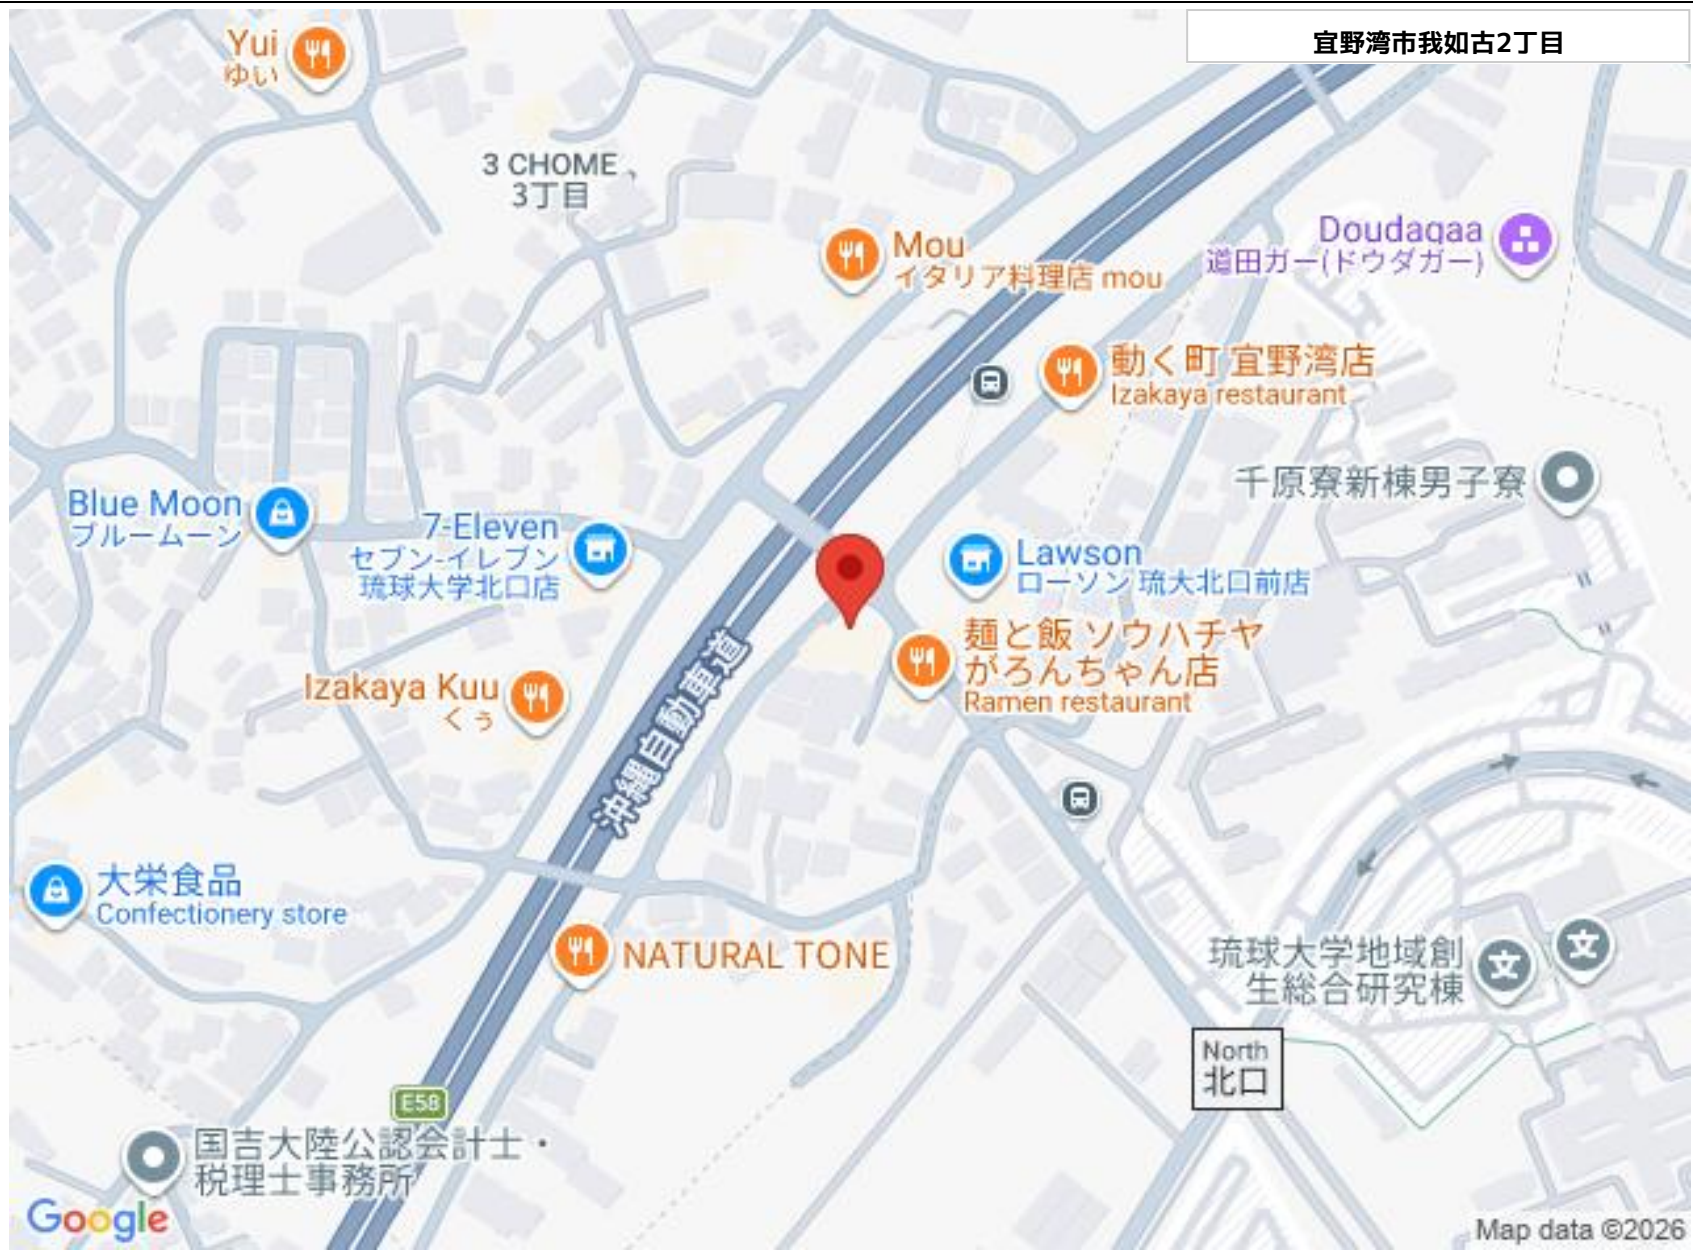 宜野湾市我如古2丁目
Yui
ゆい
3 CHOME
3丁目
Mou
イタリア料理店 mou
Doudagaa
道田ガー(ドウダガー)
動く町 宜野湾店
Izakaya restaurant
千原寮新棟男子寮
Blue Moon
ブルームーン
7-Eleven
セブン-イレブン
琉球大学北口店
Lawson
ローソン 琉大北口前店
麺と飯 ソウハチヤ
がろんちゃん店
Ramen restaurant
Izakaya Kuu
くぅ
沖縄自動車道
大栄食品
Confectionery store
NATURAL TONE
琉球大学地域創
生総合研究棟
文
文
North
北口
E58
国吉大陸公認会計士・
税理士事務所
Google
Map data ©2026